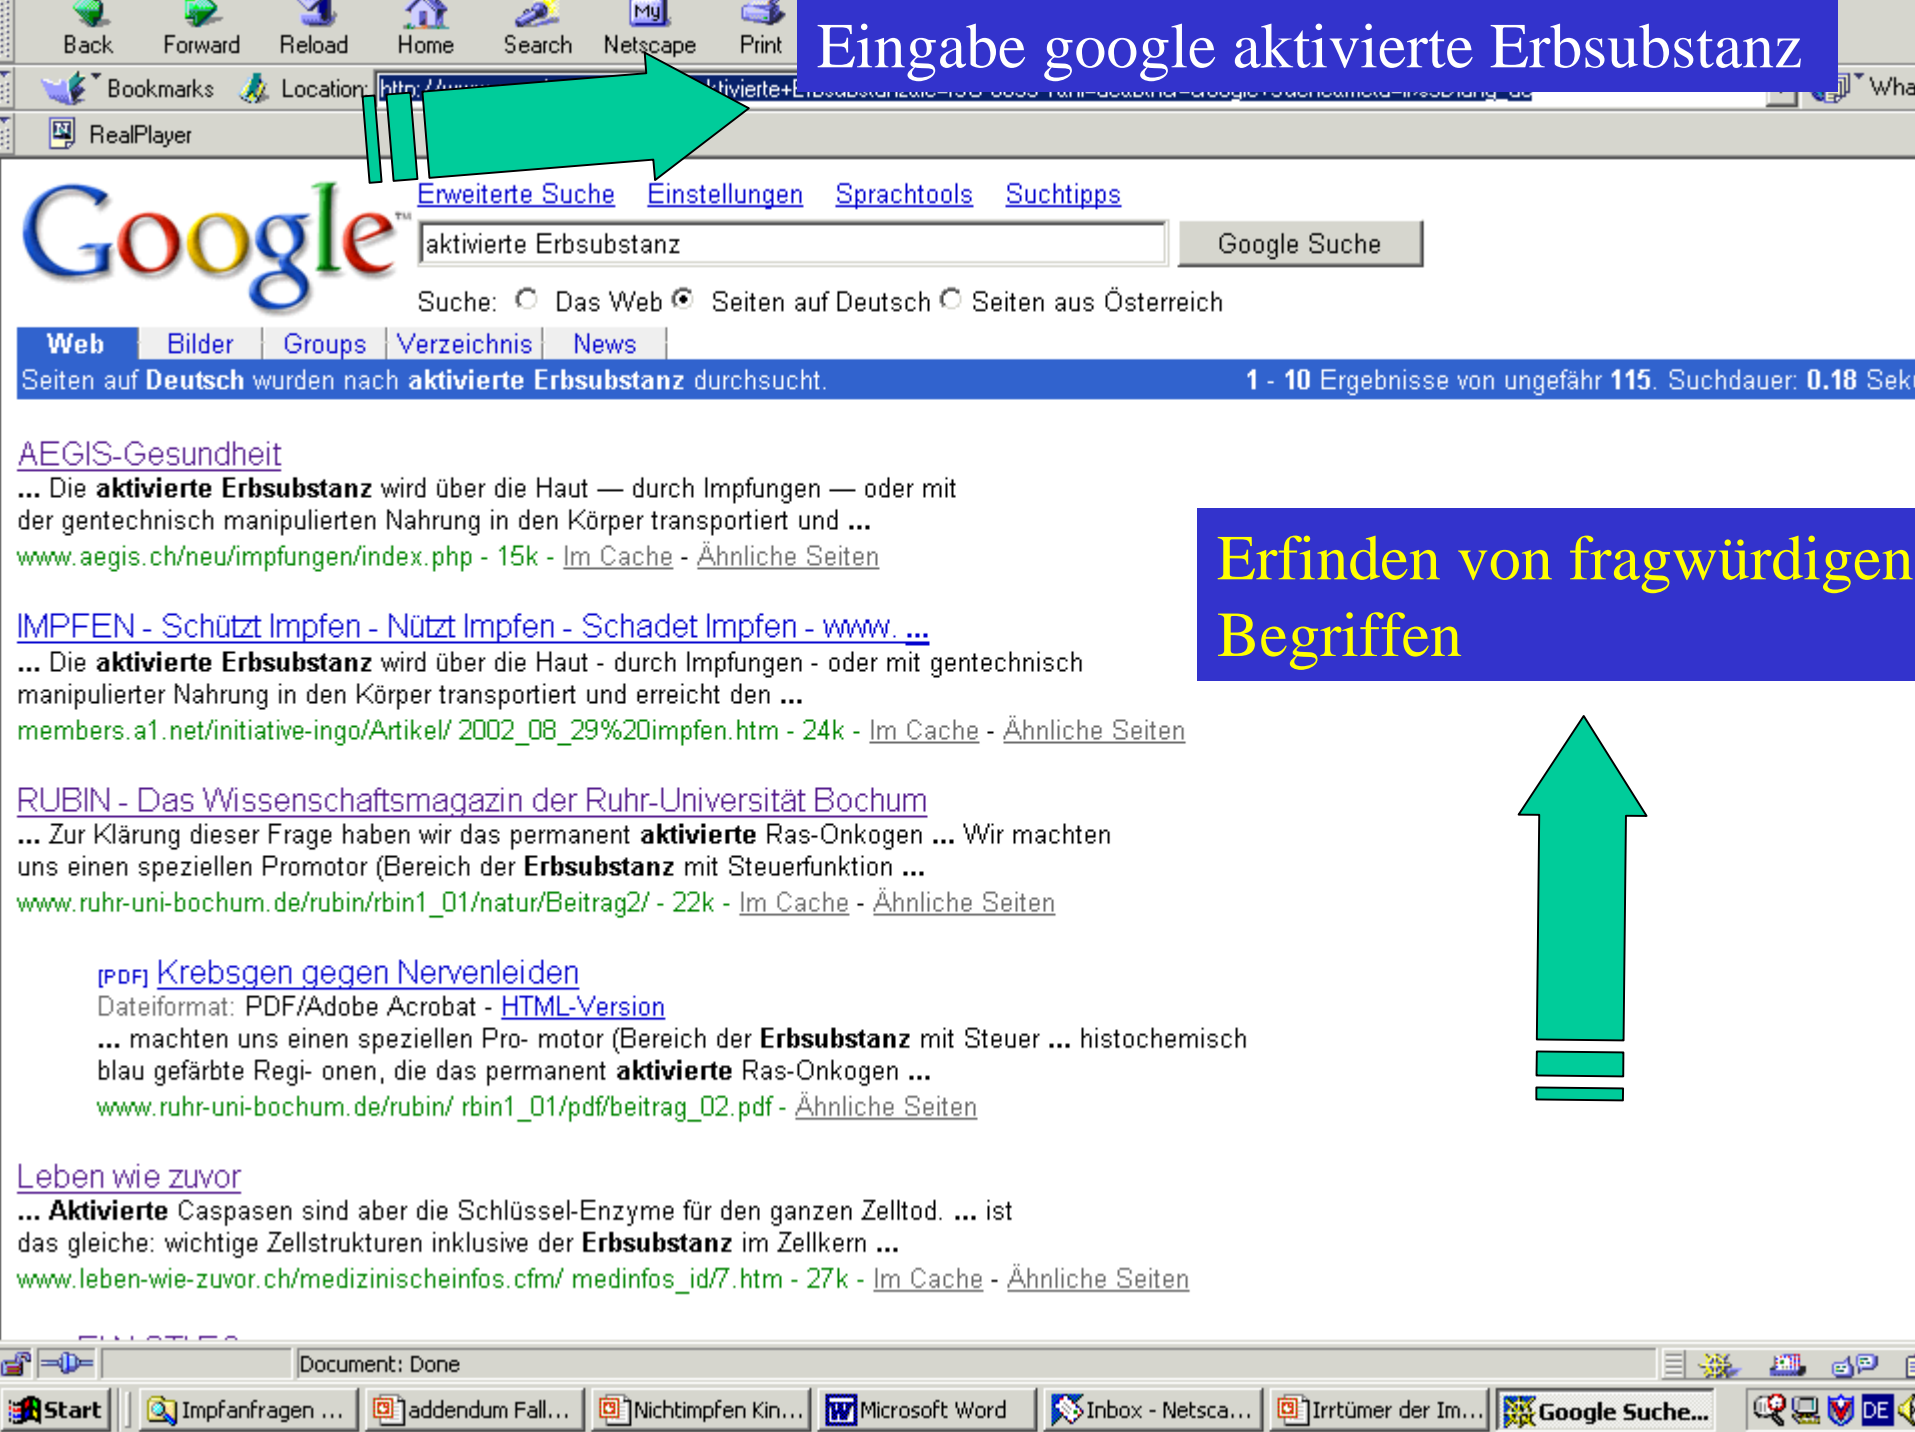 Back Forward Reload Home Search Netscape Print
My
Eingabe google aktivierte Erbsubstanz
Bookmarks Location:
Wha
RealPlayer
Google™
Erweiterte Suche Einstellungen Sprachtools Suchtipps
aktivierte Erbsubstanz Google Suche
Suche: Das Web Seiten auf Deutsch Seiten aus Österreich
Web Bilder Groups Verzeichnis News
Seiten auf Deutsch wurden nach aktivierte Erbsubstanz durchsucht. 1 - 10 Ergebnisse von ungefähr 115. Suchdauer: 0.18 Sek
AEGIS-Gesundheit
... Die aktivierte Erbsubstanz wird über die Haut — durch Impfungen — oder mit
der gentechnisch manipulierten Nahrung in den Körper transportiert und ...
www.aegis.ch/neu/impfungen/index.php - 15k - Im Cache - Ähnliche Seiten
Erfinden von fragwürdigen
Begriffen
IMPFEN - Schützt Impfen - Nützt Impfen - Schadet Impfen - www. ...
... Die aktivierte Erbsubstanz wird über die Haut - durch Impfungen - oder mit gentechnisch
manipulierter Nahrung in den Körper transportiert und erreicht den ...
members.a1.net/initiative-ingo/Artikel/ 2002_08_29%20impfen.htm - 24k - Im Cache - Ähnliche Seiten
RUBIN - Das Wissenschaftsmagazin der Ruhr-Universität Bochum
... Zur Klärung dieser Frage haben wir das permanent aktivierte Ras-Onkogen ... Wir machten
uns einen speziellen Promotor (Bereich der Erbsubstanz mit Steuerfunktion ...
www.ruhr-uni-bochum.de/rubin/rbin1_01/natur/Beitrag2/ - 22k - Im Cache - Ähnliche Seiten
[PDF] Krebsgen gegen Nervenleiden
Dateiformat: PDF/Adobe Acrobat - HTML-Version
... machten uns einen speziellen Pro- motor (Bereich der Erbsubstanz mit Steuer ... histochemisch
blau gefärbte Regi- onen, die das permanent aktivierte Ras-Onkogen ...
www.ruhr-uni-bochum.de/rubin/ rbin1_01/pdf/beitrag_02.pdf - Ähnliche Seiten
Leben wie zuvor
... Aktivierte Caspasen sind aber die Schlüssel-Enzyme für den ganzen Zelltod. ... ist
das gleiche: wichtige Zellstrukturen inklusive der Erbsubstanz im Zellkern ...
www.leben-wie-zuvor.ch/medizinischeinfos.cfm/ medinfos_id/7.htm - 27k - Im Cache - Ähnliche Seiten
Document: Done
Start Impfanfragen ... addendum Fall... Nichtimpfen Kin... Microsoft Word Inbox - Netsca... Irrtümer der Im... Google Suche... DE